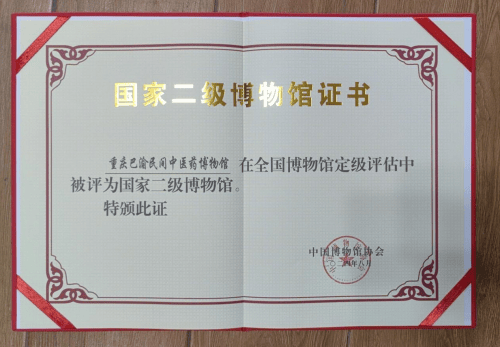 国家二级博物馆证书
重庆巴渝民间中医药博物馆 在全国博物馆定级评估中
被评为国家二级博物馆。
特颁此证
中国博物馆协会